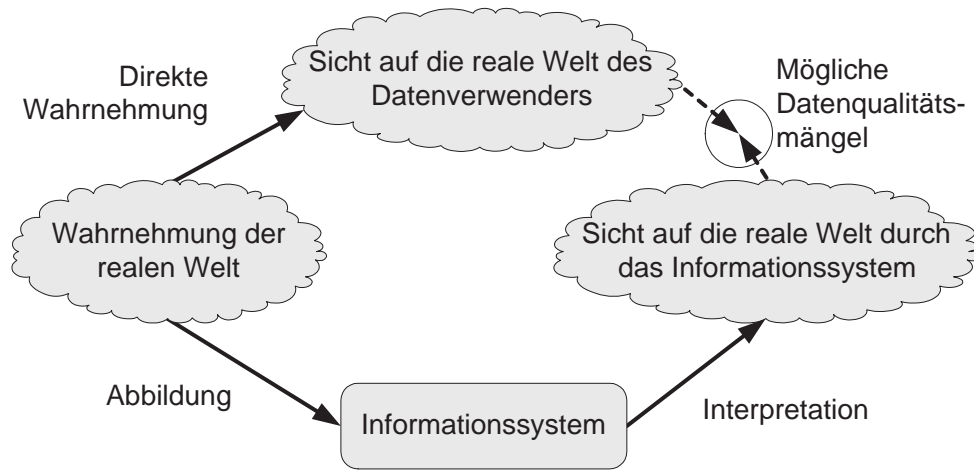 Direkte
Wahrnehmung
Sicht auf die reale Welt des
Datenverwenders
Mögliche
Datenqualitäts-
mängel
Wahrnehmung der
realen Welt
Sicht auf die reale Welt durch
das Informationssystem
Abbildung
Informationssystem
Interpretation